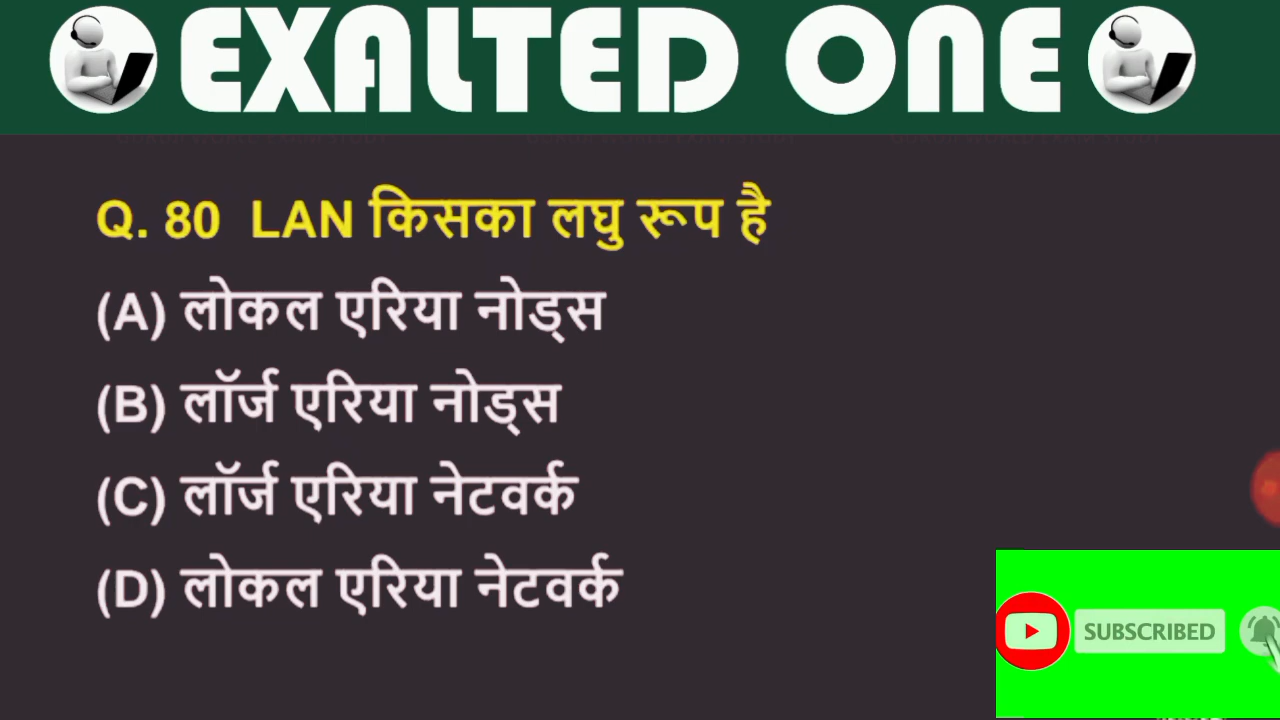 EXALTED ONE
Q. 80 LAN किसका लघु रूप है
(A) लोकल एरिया नोड्स
(B) लॉर्ज एरिया नोड्स
(C) लॉर्ज एरिया नेटवर्क
(D) लोकल एरिया नेटवर्क
SUBSCRIBED